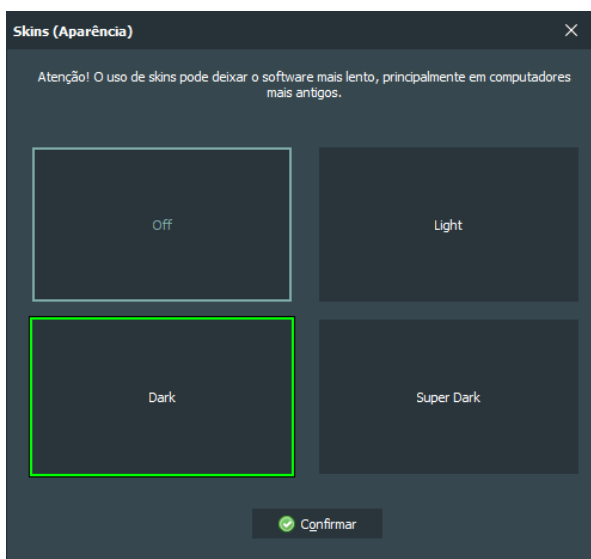 Skins (Aparência)
Atenção! O uso de skins pode deixar o software mais lento, principalmente em computadores
mais antigos.
Off
Light
Dark
Super Dark
Confirmar